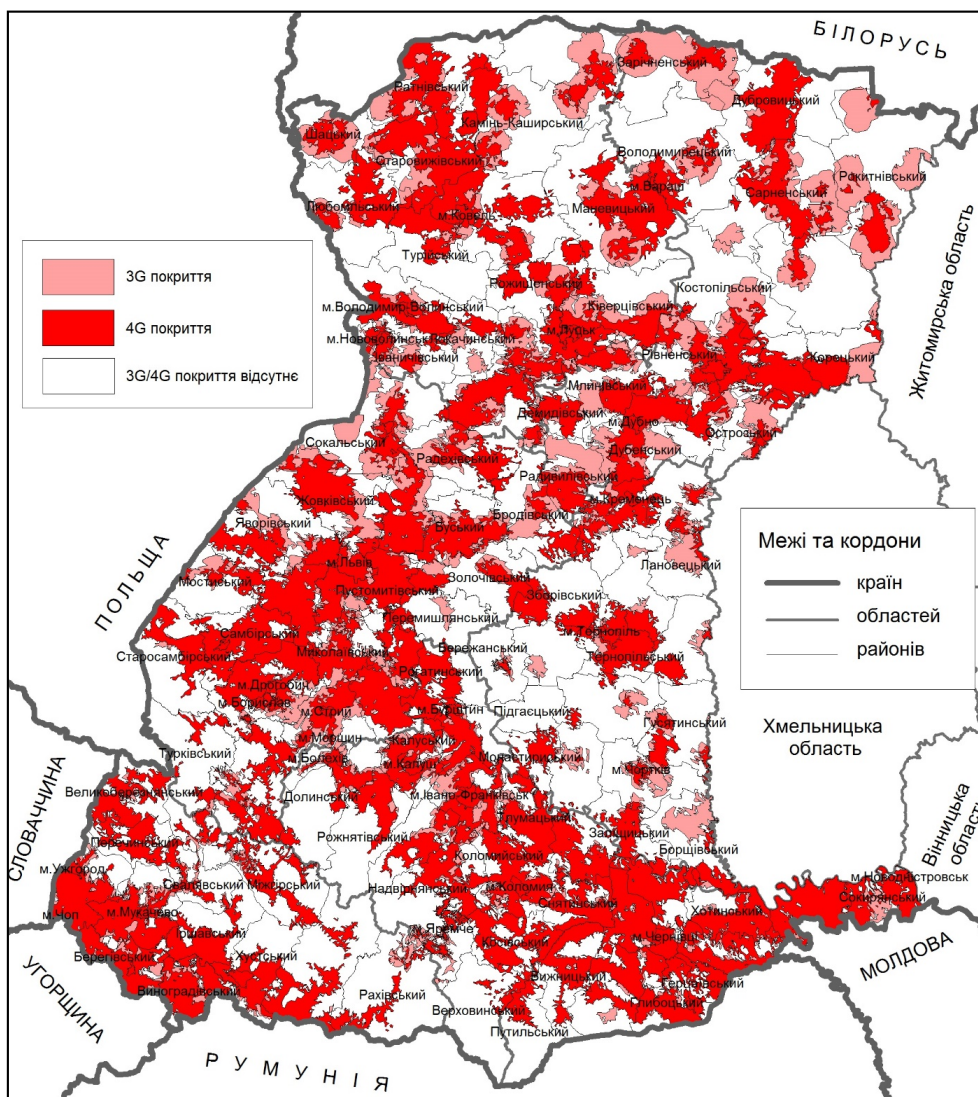 БІЛОРУСЬ
Зарічненський
Ратнівський
Дубровицький
Камінь-Каширський
Шацький
Володимирецький
Старовижівський
Рокитнівський
м.Вараш
Сарненський
Любомльський
Маневицький
м.Ковель
Турійський
Рожищенський
Костопільський
Житомирська область
3G покриття
4G покриття
3G/4G покриття відсутнє
м.Володимир-Волинський
Ківерцівський
м.Луцьк
м.Нововолинськ
Локачинський
Іваничівський
Рівненський
Корецький
Млинівський
Демидівський
м.Дубно
Острозький
Сокальський
Дубенський
Радехівський
Радивилівський
м.Кременець
Жовківський
Бродівський
Яворівський
Буський
Лановецький
м.Львів
Золочівський
Мостиський
Пустомитівський
Зборівський
Перемишлянський
м.Тернопіль
Самбірський
Миколаївський
Бережанський
Старосамбірський
Тернопільський
Рогатинський
м.Дрогобич
м.Борислав
м.Стрий
м.Бурштин
Підгаєцький
Гусятинський
м.Моршин
Калуський
Турківський
м.Болехів
м.Калуш
Монастириський
м.Чортків
Великоберезнянський
Долинський
м.Івано-Франківськ
Тлумацький
Перечинський
Рожнятівський
Заліщицький
Борщівський
Коломийський
м.Ужгород
Свалявський
Міжгірський
Надвірнянський
м.Коломия
Снятинський
м.Новодністровськ
Сокирянський
м.Чоп
м.Мукачево
Хотинський
Іршавський
м.Яремче
Косівський
м.Чернівці
Берегівський
Хустський
Вижницький
Герцаївський
Виноградівський
Рахівський
Верховинський
Глибоцький
Путильський
ПОЛЬЩА
СЛОВАЧЧИНА
УГОРЩИНА
РУМУНІЯ
МОЛДОВА
Межі та кордони
країн
областей
районів
Хмельницька
область
Вінницька
область